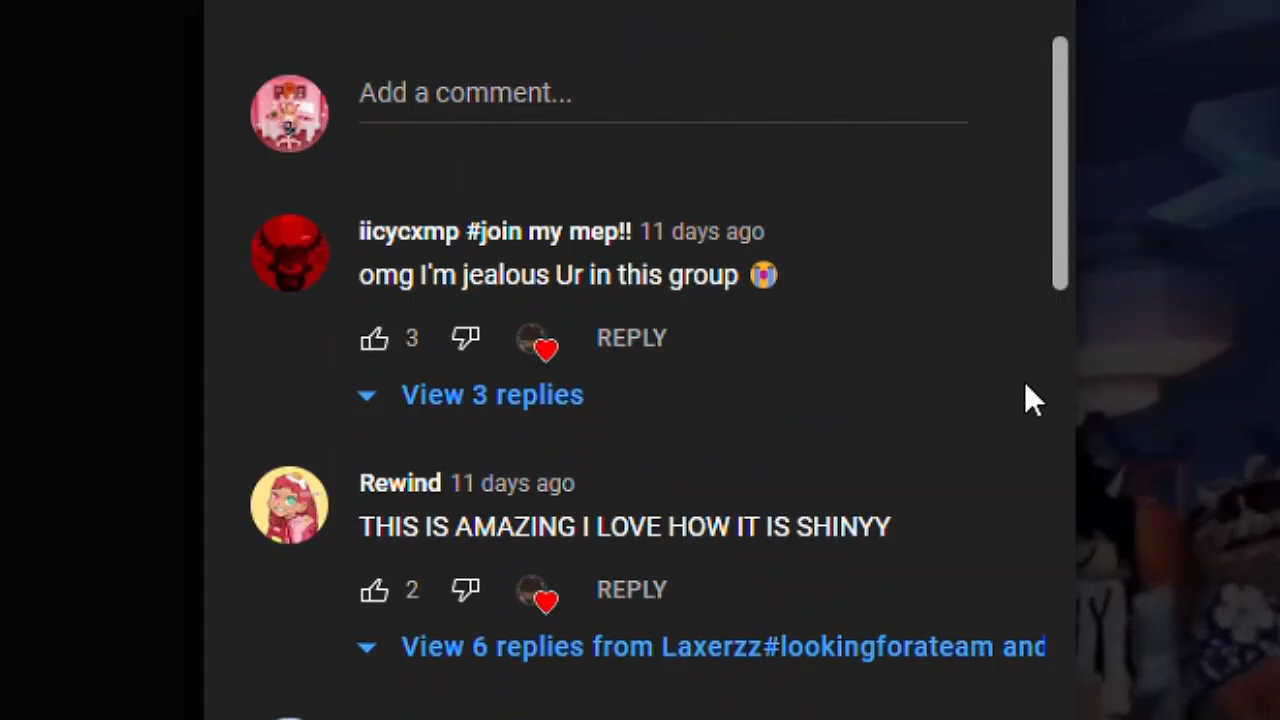 Add a comment...
iicycxmp #join my mep!! 11 days ago
omg I'm jealous Ur in this group 😭
3 REPLY
View 3 replies
Rewind 11 days ago
THIS IS AMAZING I LOVE HOW IT IS SHINYY
2 REPLY
View 6 replies from Laxerzz#lookingforateam and